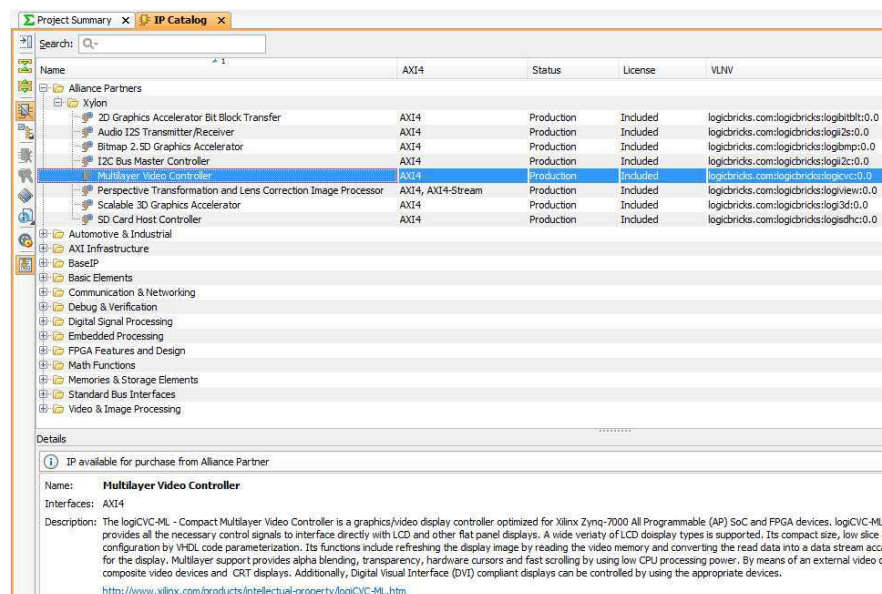 Project Summary IP Catalog
Search:
Name 1 AXI4 Status License VLNV
Alliance Partners
Xylon
2D Graphics Accelerator Bit Block Transfer AXI4 Production Included logicbricks.com:logicbricks:logibitblt:0.0
Audio I2S Transmitter/Receiver AXI4 Production Included logicbricks.com:logicbricks:logii2s:0.0
Bitmap 2.5D Graphics Accelerator AXI4 Production Included logicbricks.com:logicbricks:logibmp:0.0
I2C Bus Master Controller AXI4 Production Included logicbricks.com:logicbricks:logii2c:0.0
Multilayer Video Controller AXI4 Production Included logicbricks.com:logicbricks:logicvc:0.0
Perspective Transformation and Lens Correction Image Processor AXI4, AXI4-Stream Production Included logicbricks.com:logicbricks:logiview:0.0
Scalable 3D Graphics Accelerator AXI4 Production Included logicbricks.com:logicbricks:logi3d:0.0
SD Card Host Controller AXI4 Production Included logicbricks.com:logicbricks:logisdhc:0.0
Automotive & Industrial
AXI Infrastructure
BaseIP
Basic Elements
Communication & Networking
Debug & Verification
Digital Signal Processing
Embedded Processing
FPGA Features and Design
Math Functions
Memories & Storage Elements
Standard Bus Interfaces
Video & Image Processing
Details
IP available for purchase from Alliance Partner
Name: Multilayer Video Controller
Interfaces: AXI4
Description: The logiCVC-ML - Compact Multilayer Video Controller is a graphics/video display controller optimized for Xilinx Zynq-7000 All Programmable (AP) SoC and FPGA devices. logiCVC-ML
provides all the necessary control signals to interface directly with LCD and other flat panel displays. A wide veriaty of LCD doisplay types is supported. Its compact size, low slice
configuration by VHDL code parameterization. Its functions include refreshing the display image by reading the video memory and converting the read data into a data stream acc
for the display. Multilayer support provides alpha blending, transparency, hardware cursors and fast scrolling by using low CPU processing power. By means of an external video
composite video devices and CRT displays. Additionally, Digital Visual Interface (DVI) compliant displays can be controlled by using the appropriate devices.
http://www.xilinx.com/products/intellectual-property/logiCVC-ML.htm